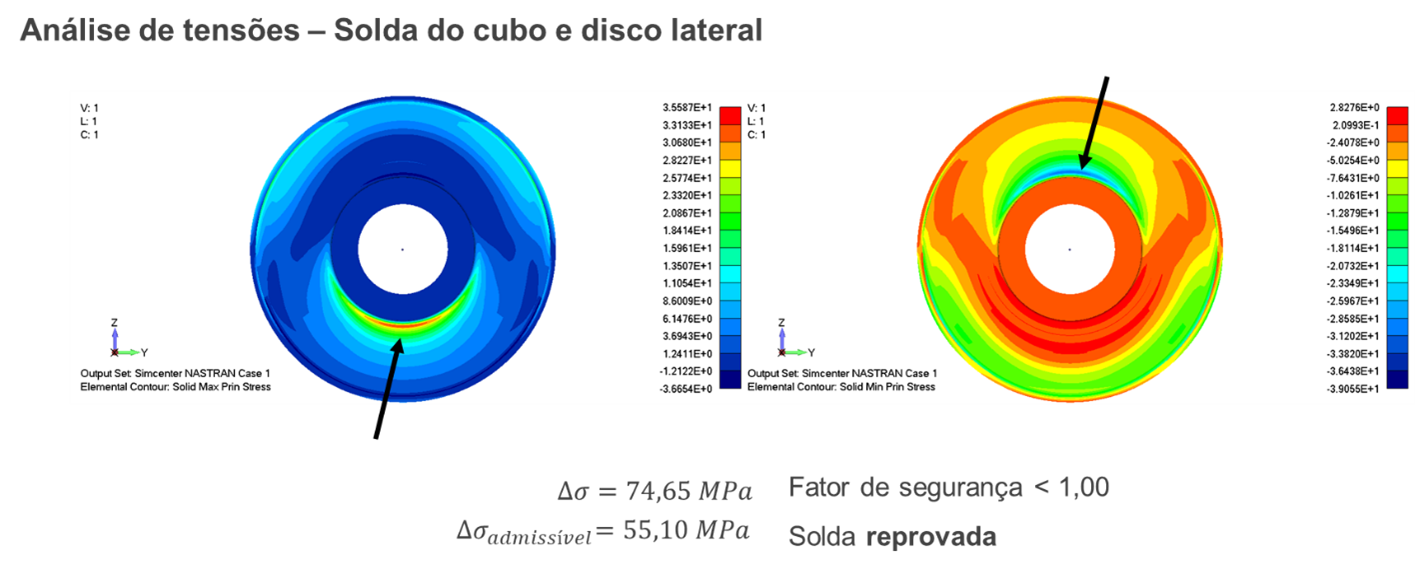 Análise de tensões – Solda do cubo e disco lateral
V: 1
L: 1
C: 1
3.5587E+1
3.3133E+1
3.0680E+1
2.8227E+1
2.5774E+1
2.3320E+1
2.0867E+1
1.8414E+1
1.5961E+1
1.3507E+1
1.1054E+1
8.6009E+0
6.1476E+0
3.6943E+0
1.2411E+0
-1.2122E+0
-3.6654E+0
Z
Y
X
Output Set: Simcenter NASTRAN Case 1
Elemental Contour: Solid Max Prin Stress
V: 1
L: 1
C: 1
2.8276E+0
2.0993E-1
-2.4078E+0
-5.0254E+0
-7.6431E+0
-1.0261E+1
-1.2879E+1
-1.5496E+1
-1.8114E+1
-2.0732E+1
-2.3349E+1
-2.5967E+1
-2.8585E+1
-3.1202E+1
-3.3820E+1
-3.6438E+1
-3.9055E+1
Z
Y
X
Output Set: Simcenter NASTRAN Case 1
Elemental Contour: Solid Min Prin Stress
Δσ = 74,65 MPa
Fator de segurança < 1,00
Δσadmissível = 55,10 MPa
Solda reprovada